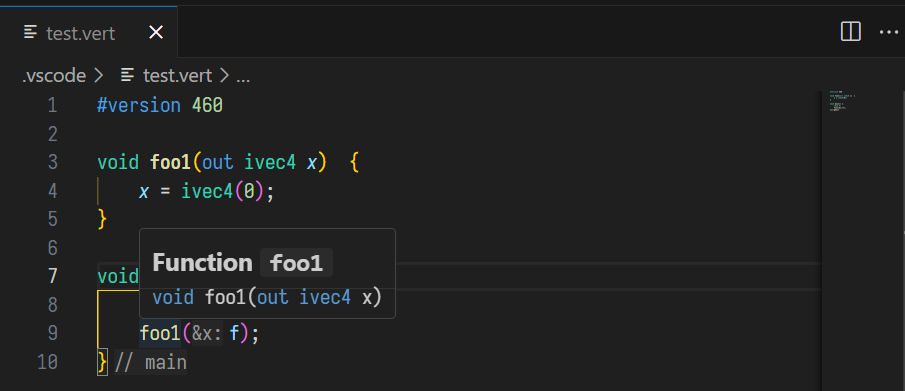 test.vert
.vscode > test.vert > ...
1 #version 460
2
3 void foo1(out ivec4 x)  {
4     x = ivec4(0);
5 }
6
Function foo1
7 void
void foo1(out ivec4 x)
8
9     foo1(&x: f);
10 } // main